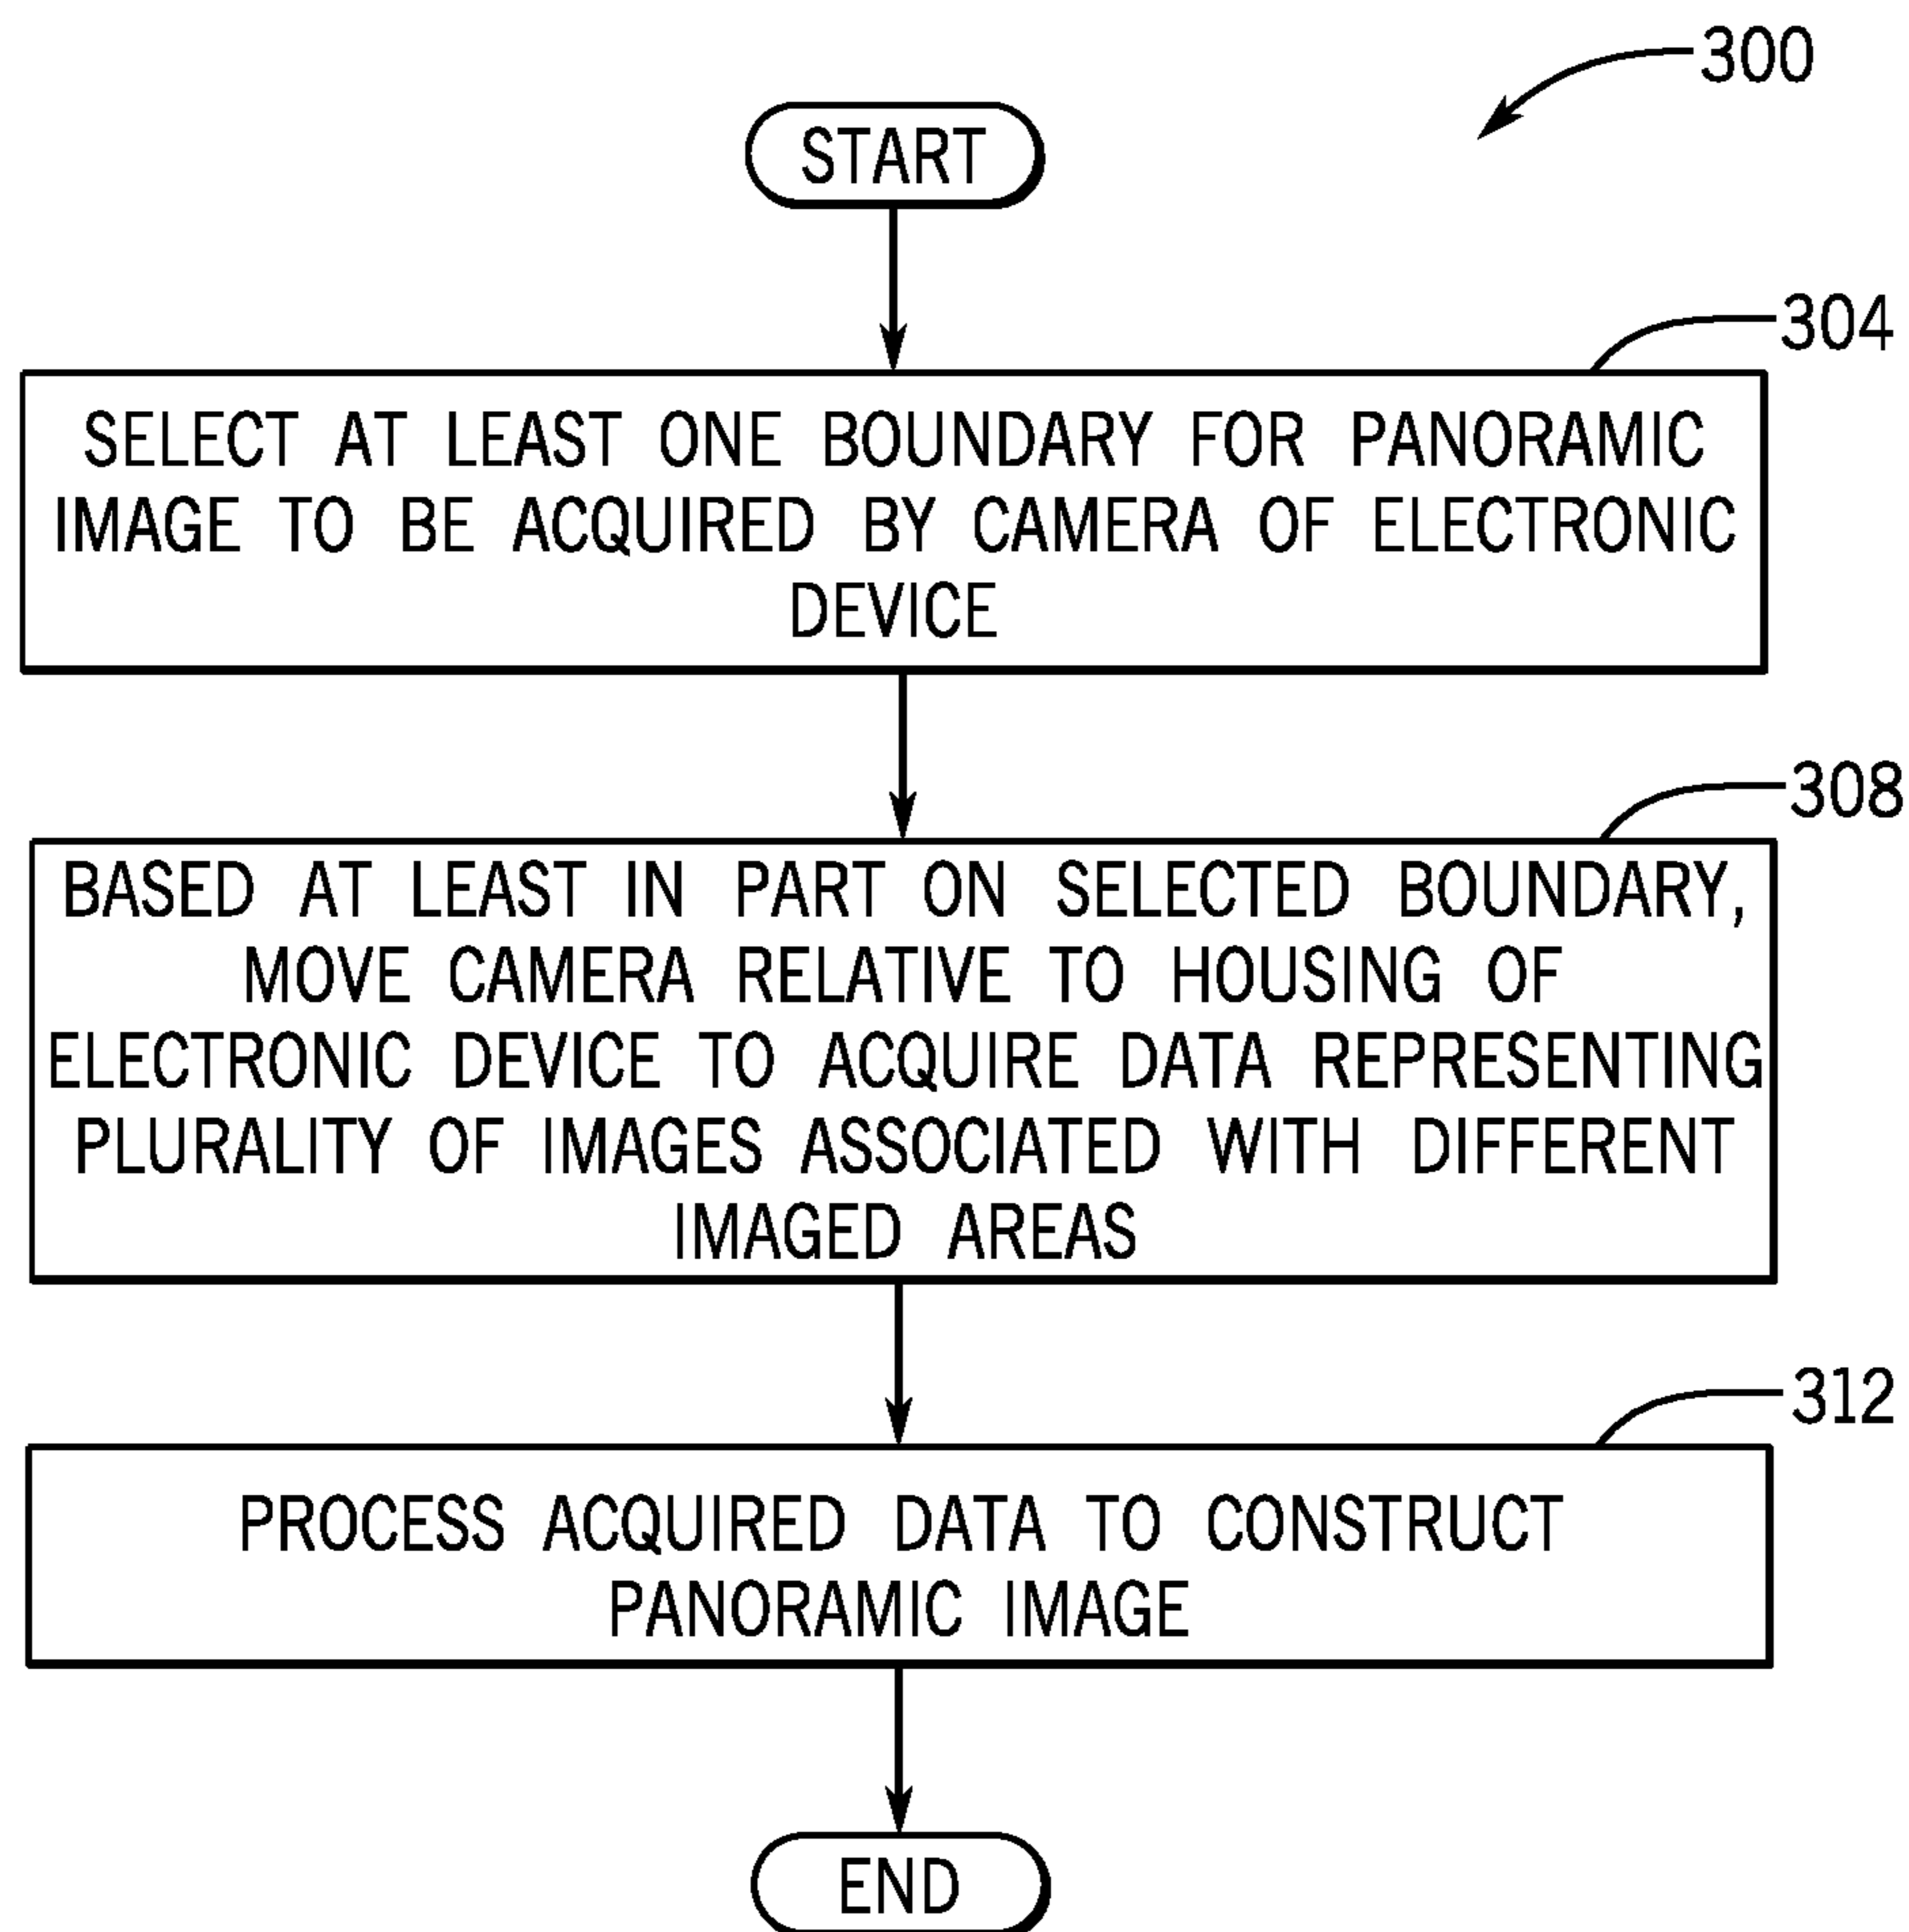 300
START
304
SELECT AT LEAST ONE BOUNDARY FOR PANORAMIC
IMAGE TO BE ACQUIRED BY CAMERA OF ELECTRONIC
DEVICE
308
BASED AT LEAST IN PART ON SELECTED BOUNDARY,
MOVE CAMERA RELATIVE TO HOUSING OF
ELECTRONIC DEVICE TO ACQUIRE DATA REPRESENTING
PLURALITY OF IMAGES ASSOCIATED WITH DIFFERENT
IMAGED AREAS
312
PROCESS ACQUIRED DATA TO CONSTRUCT
PANORAMIC IMAGE
END